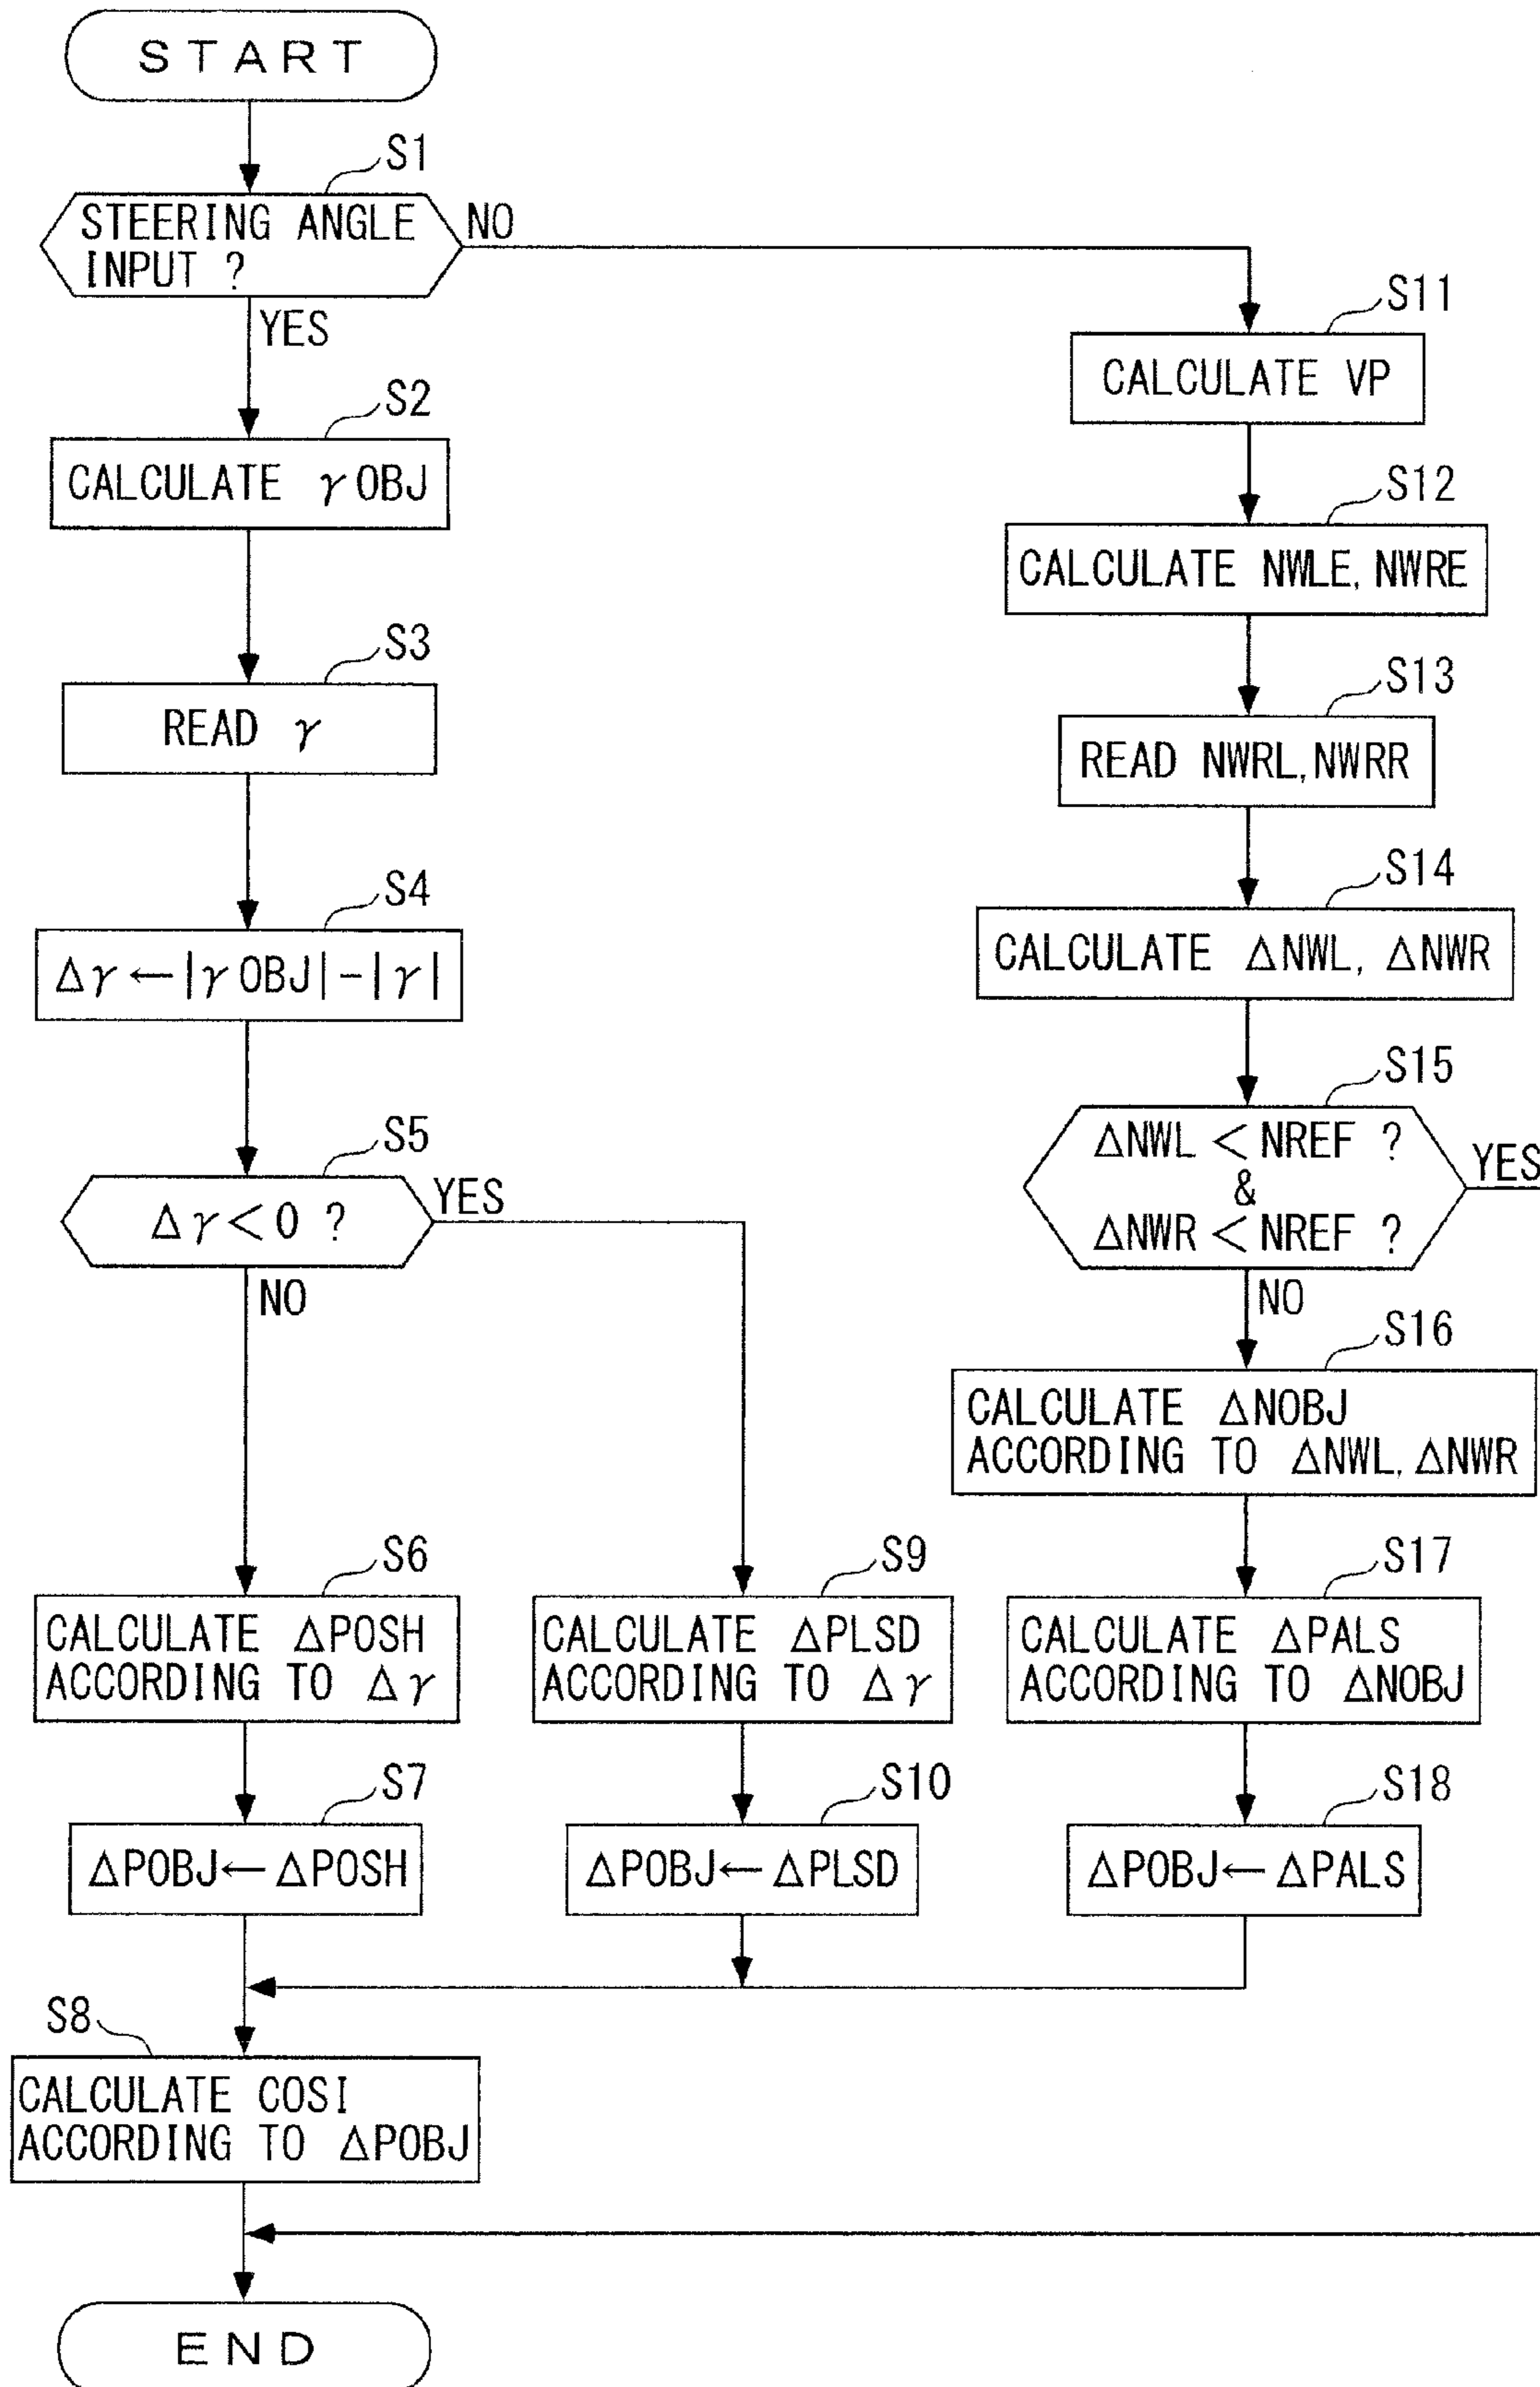 START
S1
STEERING ANGLE
INPUT ?
NO
YES
S2
CALCULATE γOBJ
S3
READ γ
S4
Δγ←|γOBJ|-|γ|
S5
Δγ<0 ?
YES
NO
S6
CALCULATE ΔPOSH
ACCORDING TO Δγ
S7
ΔPOBJ←ΔPOSH
S9
CALCULATE ΔPLSD
ACCORDING TO Δγ
S10
ΔPOBJ←ΔPLSD
S11
CALCULATE VP
S12
CALCULATE NWLE, NWRE
S13
READ NWRL, NWRR
S14
CALCULATE ΔNWL, ΔNWR
S15
ΔNWL < NREF ?
&
ΔNWR < NREF ?
YES
NO
S16
CALCULATE ΔNOBJ
ACCORDING TO ΔNWL, ΔNWR
S17
CALCULATE ΔPALS
ACCORDING TO ΔNOBJ
S18
ΔPOBJ←ΔPALS
S8
CALCULATE COSI
ACCORDING TO ΔPOBJ
END